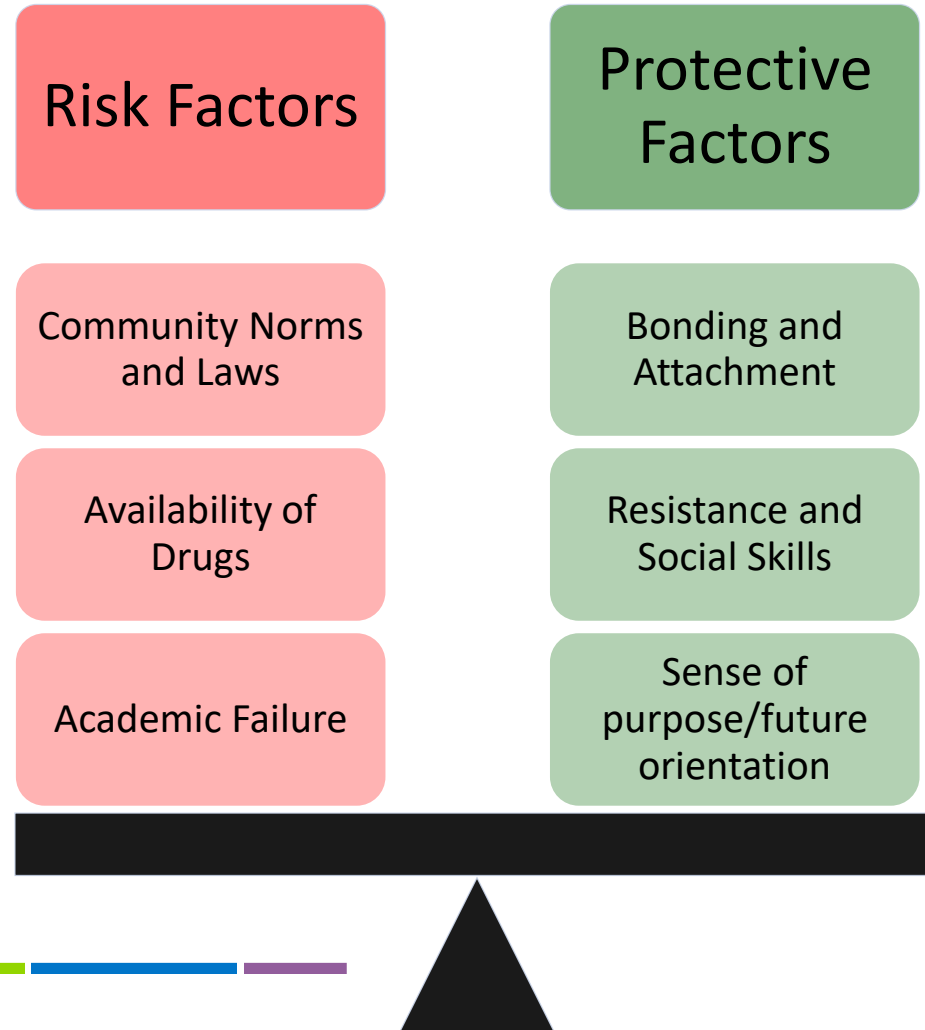 Risk Factors
Protective
Factors
Community Norms
and Laws
Bonding and
Attachment
Availability of
Drugs
Resistance and
Social Skills
Academic Failure
Sense of
purpose/future
orientation